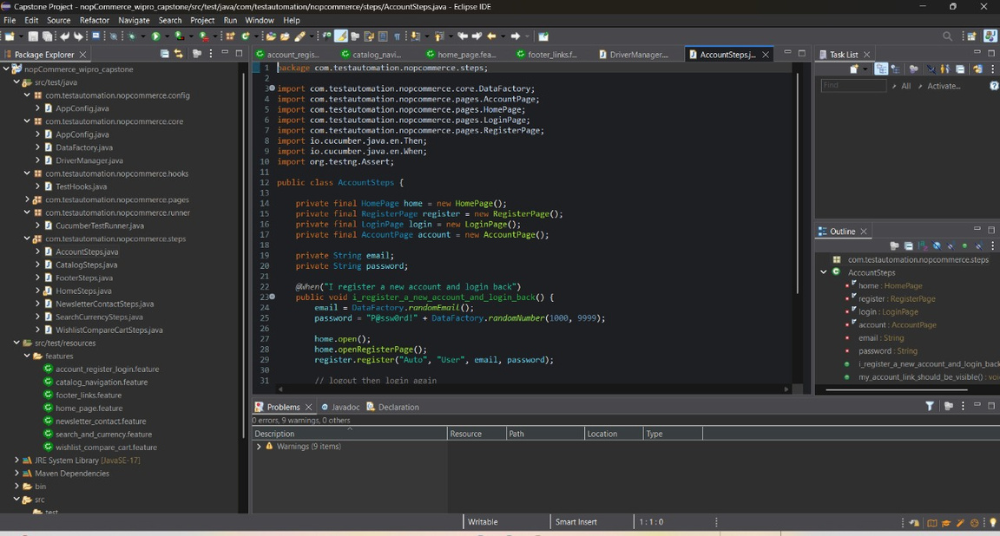 Capstone Project - nopCommerce_wipro_capstone/src/test/java/com/testautomation/nopcommerce/steps/AccountSteps.java - Eclipse IDE
File Edit Source Refactor Navigate Search Project Run Window Help
Package Explorer
nopCommerce_wipro_capstone
src/test/java
com.testautomation.nopcommerce.config
AppConfig.java
com.testautomation.nopcommerce.core
AppConfig.java
DataFactory.java
DriverManager.java
com.testautomation.nopcommerce.hooks
TestHooks.java
com.testautomation.nopcommerce.pages
com.testautomation.nopcommerce.runner
CucumberTestRunner.java
com.testautomation.nopcommerce.steps
AccountSteps.java
CatalogSteps.java
FooterSteps.java
HomeSteps.java
NewsletterContactSteps.java
SearchCurrencySteps.java
WishlistCompareCartSteps.java
src/test/resources
features
account_register_login.feature
catalog_navigation.feature
footer_links.feature
home_page.feature
newsletter_contact.feature
search_and_currency.feature
wishlist_compare_cart.feature
JRE System Library [JavaSE-17]
Maven Dependencies
bin
src
test
account_regis... catalog_navi... home_page.fea... footer_links.f... DriverManager.... AccountSteps.j...
1 package com.testautomation.nopcommerce.steps;
2
3 import com.testautomation.nopcommerce.core.DataFactory;
4 import com.testautomation.nopcommerce.pages.AccountPage;
5 import com.testautomation.nopcommerce.pages.HomePage;
6 import com.testautomation.nopcommerce.pages.LoginPage;
7 import com.testautomation.nopcommerce.pages.RegisterPage;
8 import io.cucumber.java.en.Then;
9 import io.cucumber.java.en.When;
10 import org.testng.Assert;
11
12 public class AccountSteps {
13
14 private final HomePage home = new HomePage();
15 private final RegisterPage register = new RegisterPage();
16 private final LoginPage login = new LoginPage();
17 private final AccountPage account = new AccountPage();
18
19 private String email;
20 private String password;
21
22 @When("I register a new account and login back")
23 public void i_register_a_new_account_and_login_back() {
24 email = DataFactory.randomEmail();
25 password = "P@ssw0rd!" + DataFactory.randomNumber(1000, 9999);
26
27 home.open();
28 home.openRegisterPage();
29 register.register("Auto", "User", email, password);
30
31 // logout then login again
Task List
Find All Activate...
Outline
com.testautomation.nopcommerce.steps
AccountSteps
home : HomePage
register : RegisterPage
login : LoginPage
account : AccountPage
email : String
password : String
i_register_a_new_account_and_login_back
my_account_link_should_be_visible() : voi
Problems Javadoc Declaration
0 errors, 9 warnings, 0 others
Description Resource Path Location Type
Warnings (9 items)
Writable Smart Insert 1 : 1 : 0